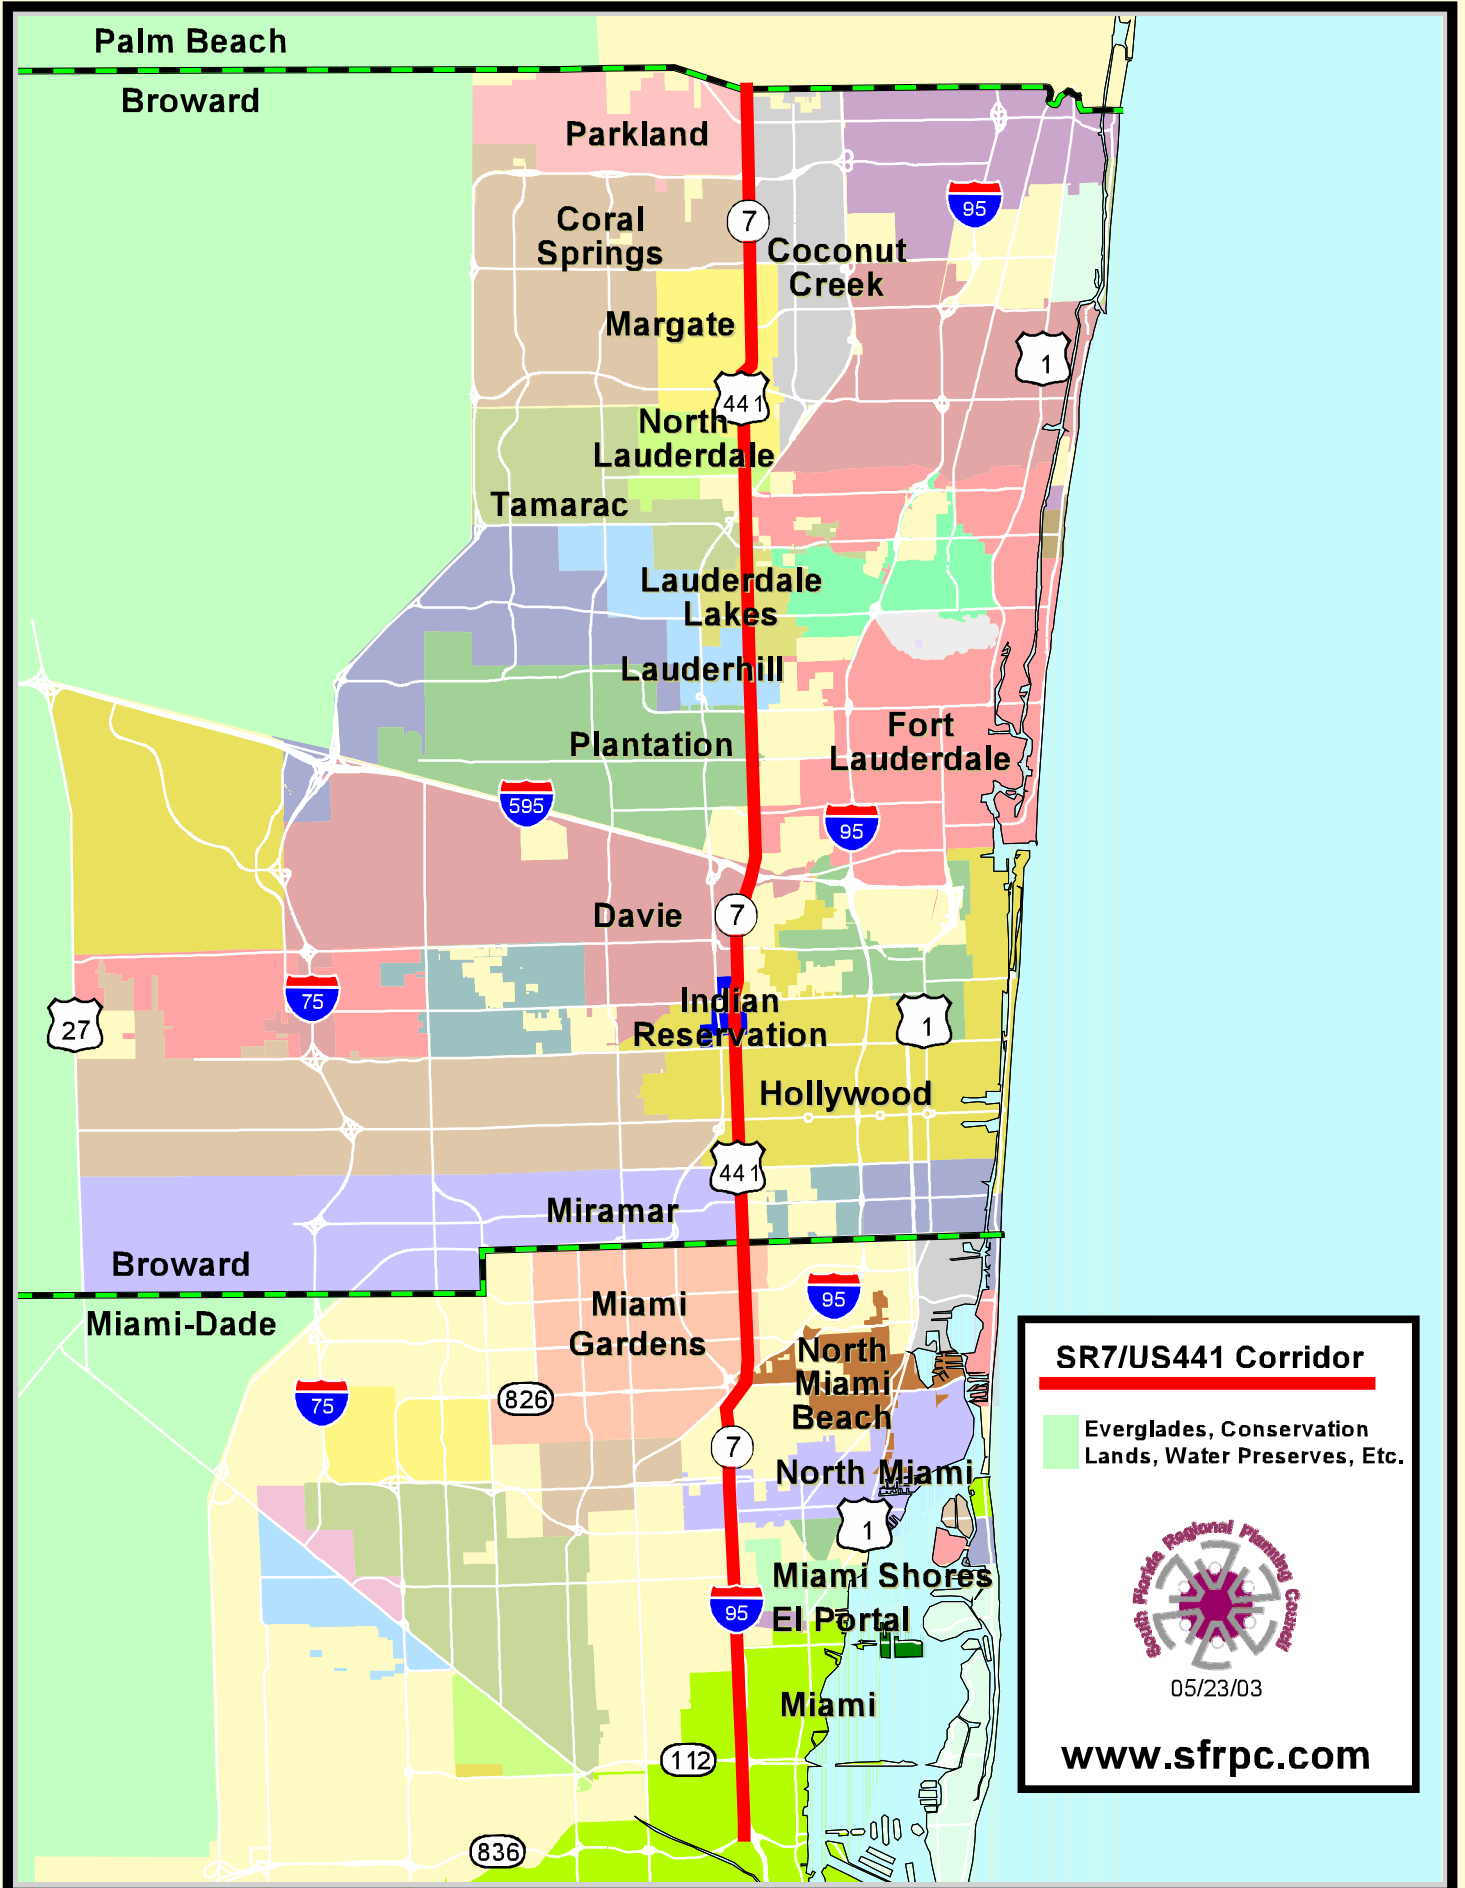 Palm Beach
Broward
Parkland
95
Coral
Springs
7
Coconut
Creek
Margate
1
441
North
Lauderdale
Tamarac
Lauderdale
Lakes
Lauderhill
Fort
Lauderdale
Plantation
595
95
Davie
7
75
27
Indian
Reservation
1
Hollywood
441
Miramar
Broward
Miami-Dade
Miami
Gardens
95
North
Miami
Beach
75
826
7
North Miami
1
Miami Shores
95
El Portal
Miami
112
836
SR7/US441 Corridor
Everglades, Conservation
Lands, Water Preserves, Etc.
South Florida Regional Planning Council
05/23/03
www.sfrpc.com